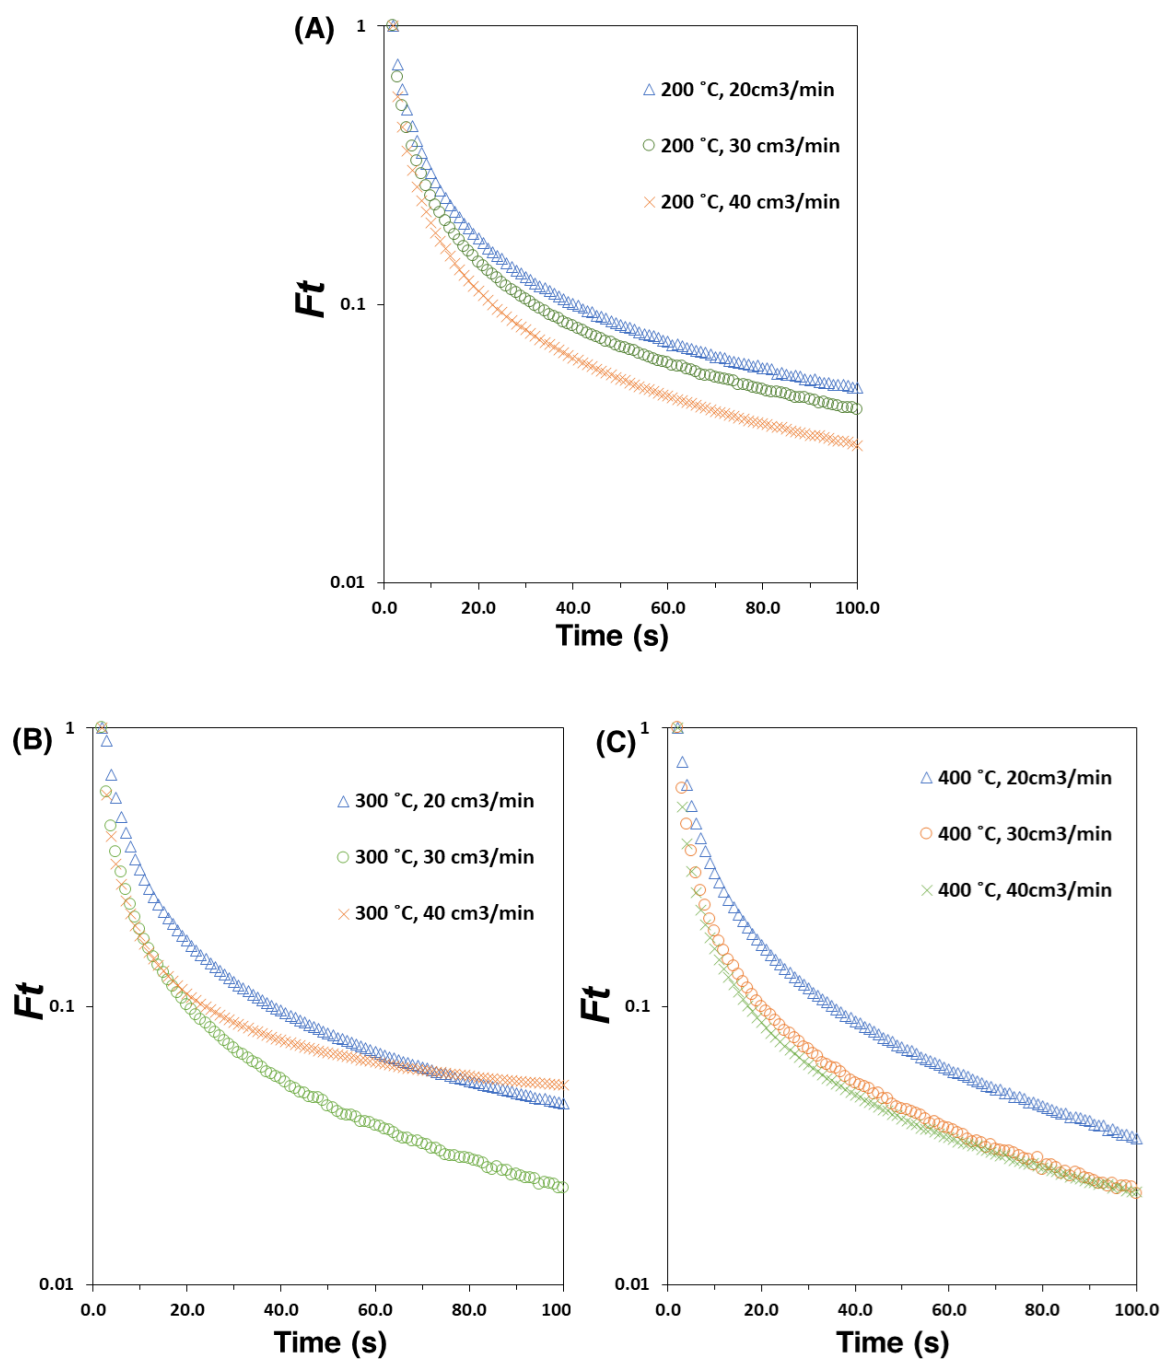 (A)
1
200 ˚C, 20cm3/min
200 ˚C, 30 cm3/min
200 ˚C, 40 cm3/min
Ft
0.1
0.01
0.0 20.0 40.0 60.0 80.0 100.0
Time (s)
(B)
1
300 ˚C, 20 cm3/min
300 ˚C, 30 cm3/min
300 ˚C, 40 cm3/min
Ft
0.1
0.01
0.0 20.0 40.0 60.0 80.0 100
Time (s)
(C)
1
400 ˚C, 20cm3/min
400 ˚C, 30cm3/min
400 ˚C, 40cm3/min
Ft
0.1
0.01
0.0 20.0 40.0 60.0 80.0 100.0
Time (s)